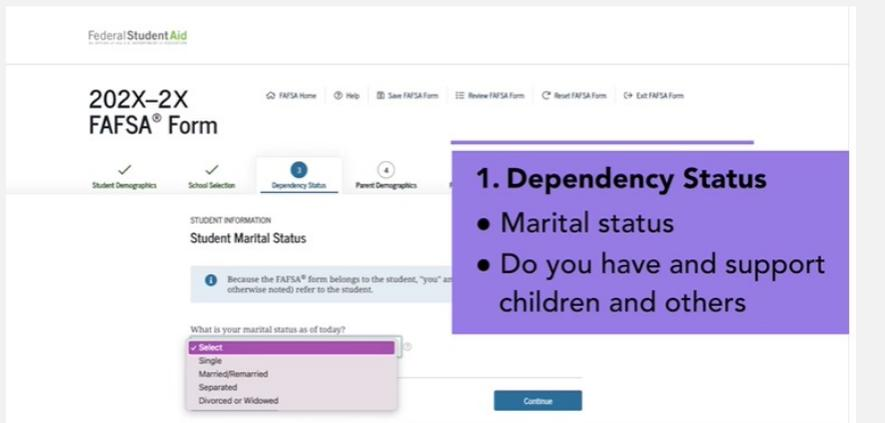 Federal Student Aid
202X–2X
FAFSA® Form
FAFSA Home
Help
Save FAFSA Form
Review FAFSA Form
Reset FAFSA Form
Exit FAFSA Form
Student Demographics
School Selection
3
Dependency Status
4
Parent Demographics
1. Dependency Status
● Marital status
● Do you have and support
children and others
STUDENT INFORMATION
Student Marital Status
Because the FAFSA® form belongs to the student, "you" an
otherwise noted) refer to the student.
What is your marital status as of today?
✓ Select
Single
Married/Remarried
Separated
Divorced or Widowed
Continue